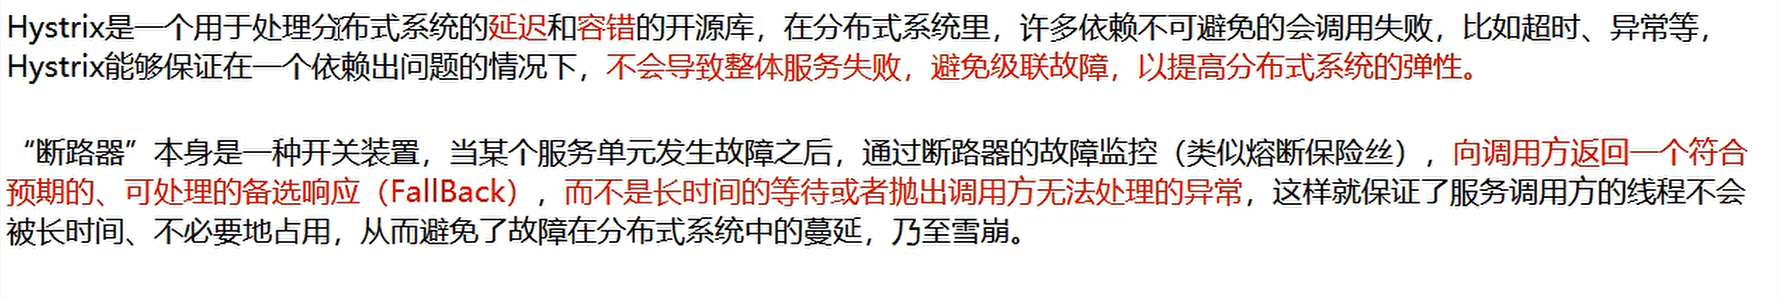 Hystrix是一个用于处理分布式系统的延迟和容错的开源库，在分布式系统里，许多依赖不可避免的会调用失败，比如超时、异常等，
Hystrix能够保证在一个依赖出问题的情况下，不会导致整体服务失败，避免级联故障，以提高分布式系统的弹性。
“断路器”本身是一种开关装置，当某个服务单元发生故障之后，通过断路器的故障监控（类似熔断保险丝），向调用方返回一个符合
预期的、可处理的备选响应（FallBack），而不是长时间的等待或者抛出调用方无法处理的异常，这样就保证了服务调用方的线程不会
被长时间、不必要地占用，从而避免了故障在分布式系统中的蔓延，乃至雪崩。